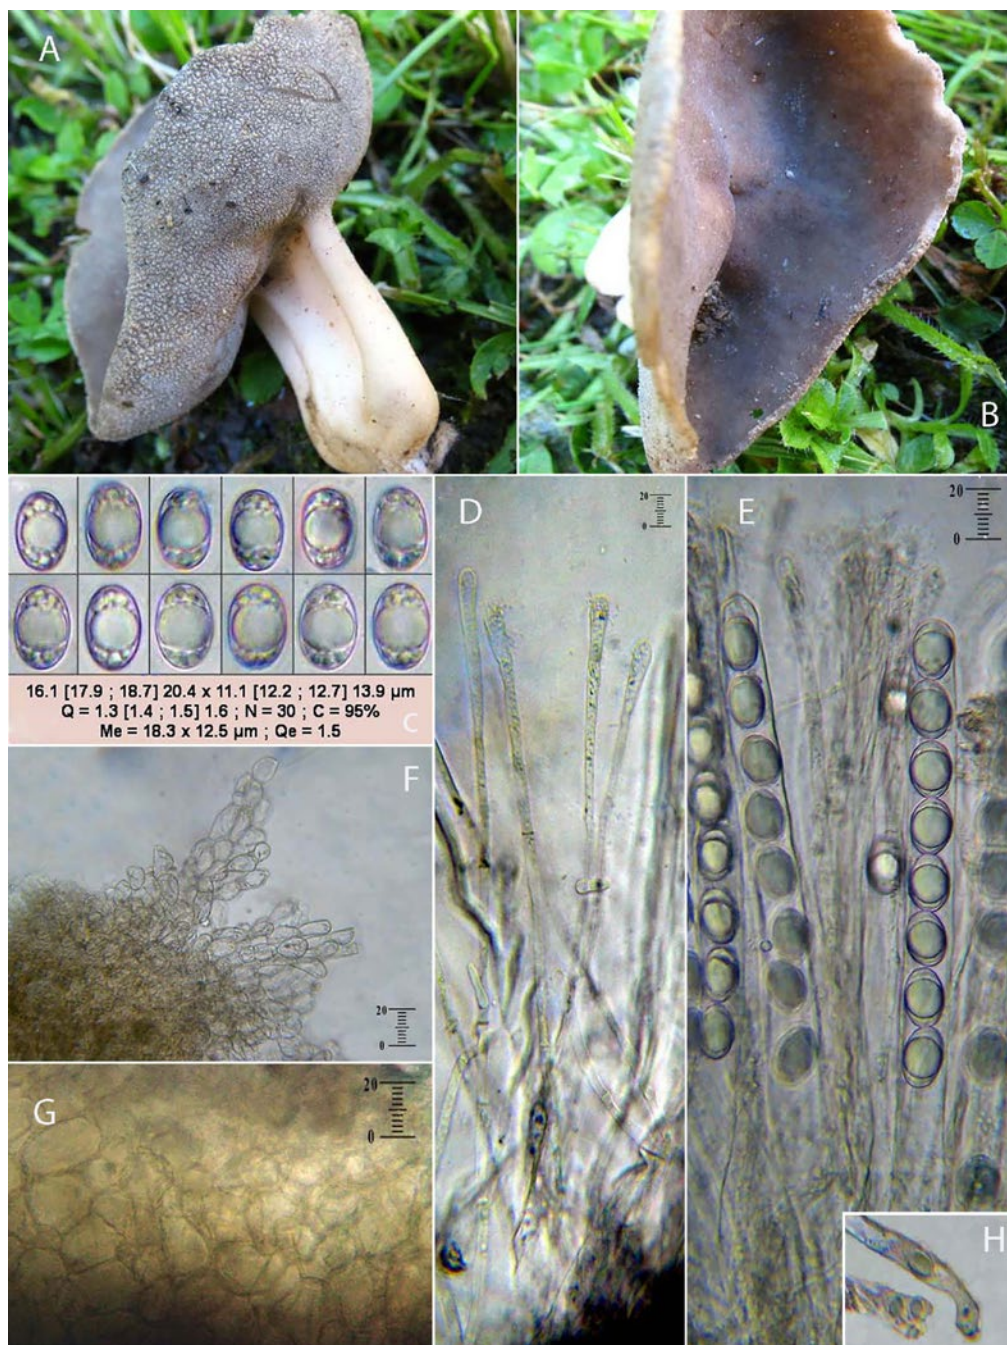 A
B
16.1 [17.9 ; 18.7] 20.4 x 11.1 [12.2 ; 12.7] 13.9 µm
Q = 1.3 [1.4 ; 1.5] 1.6 ; N = 30 ; C = 95%
Me = 18.3 x 12.5 µm ; Qe = 1.5
C
D
20
0
E
20
0
F
20
0
G
20
0
H